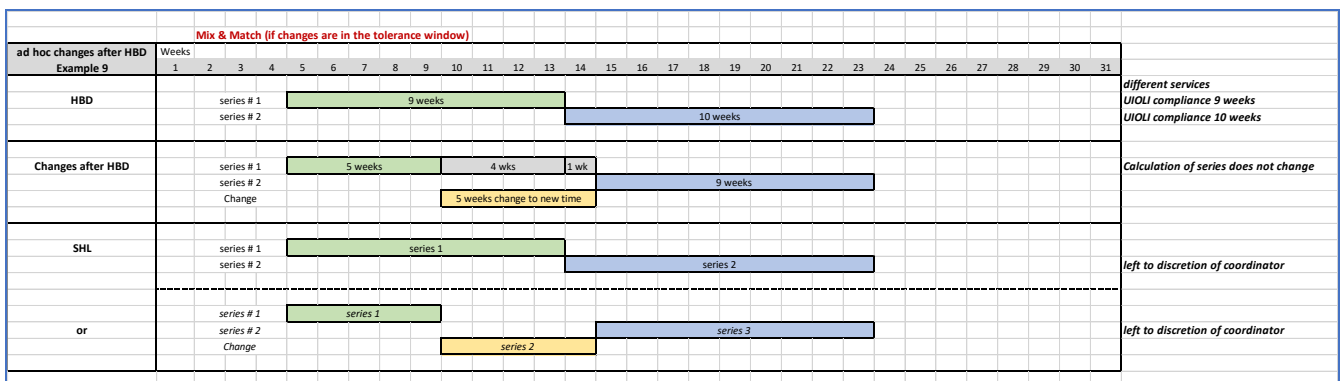 Mix & Match (if changes are in the tolerance window)
ad hoc changes after HBD Weeks
Example 9 1 2 3 4 5 6 7 8 9 10 11 12 13 14 15 16 17 18 19 20 21 22 23 24 25 26 27 28 29 30 31
different services
HBD series # 1 9 weeks UIOLI compliance 9 weeks
series # 2 10 weeks UIOLI compliance 10 weeks
Changes after HBD series # 1 5 weeks 4 wks 1 wk Calculation of series does not change
series # 2 9 weeks
Change 5 weeks change to new time
SHL series # 1 series 1
series # 2 series 2 left to discretion of coordinator
series # 1 series 1
or series # 2 series 3 left to discretion of coordinator
Change series 2